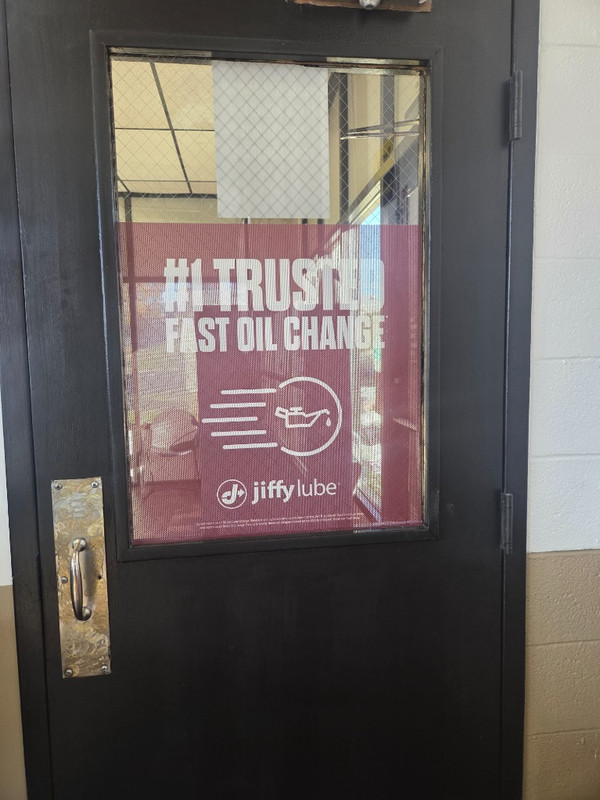 #1 TRUSTED
FAST OIL CHANGE
jiffy lube